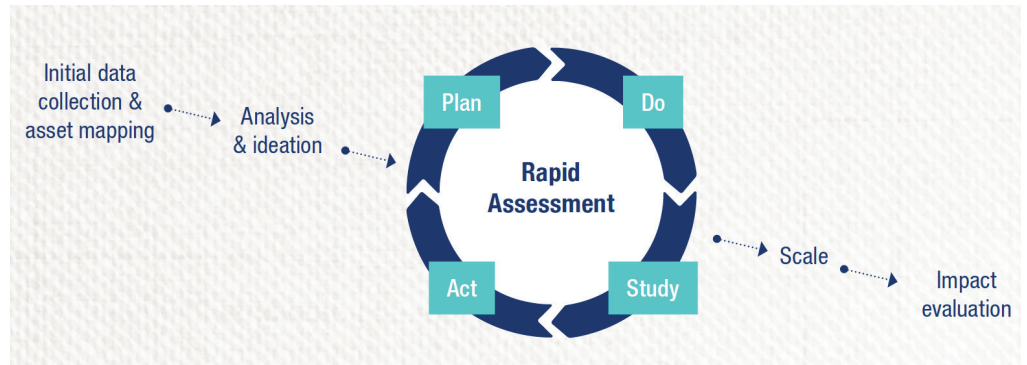 Initial data
collection &
asset mapping
Analysis
& ideation
Plan
Do
Rapid
Assessment
Act
Study
Scale
Impact
evaluation